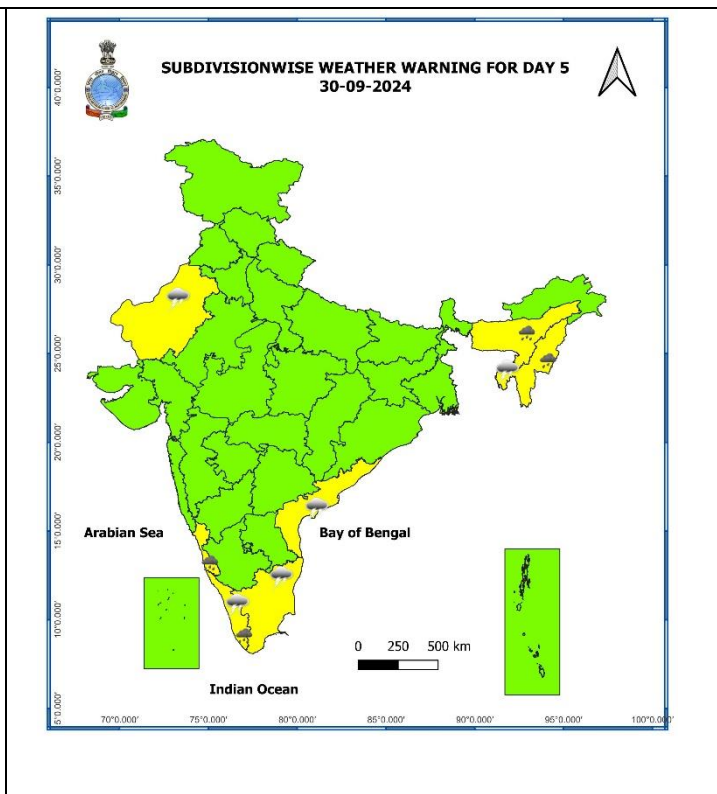 SUBDIVISIONWISE WEATHER WARNING FOR DAY 5
30-09-2024
40°0.000'
35°0.000'
30°0.000'
25°0.000'
20°0.000'
15°0.000'
10°0.000'
5°0.000'
Arabian Sea
Bay of Bengal
0 250 500 km
Indian Ocean
70°0.000' 75°0.000' 80°0.000' 85°0.000' 90°0.000' 95°0.000' 100°0.000'